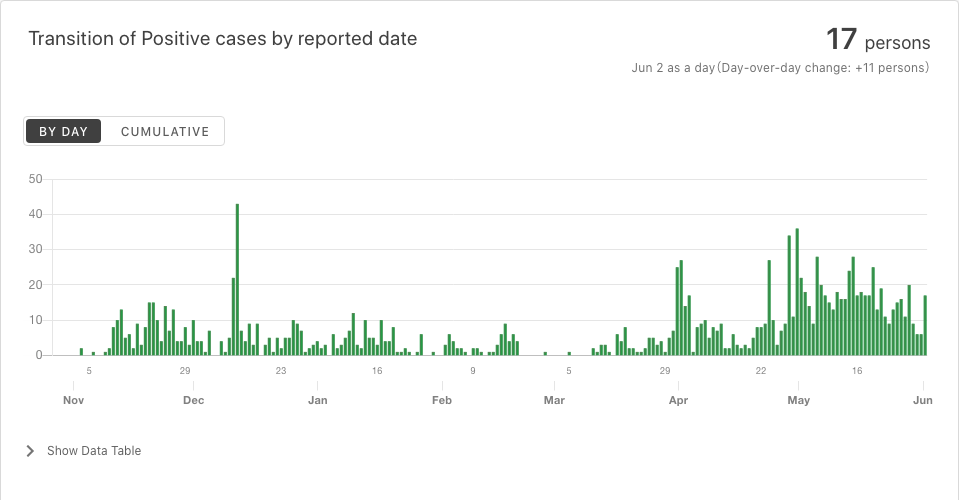 Transition of Positive cases by reported date
17 persons
Jun 2 as a day(Day-over-day change: +11 persons)
BY DAY CUMULATIVE
50
40
30
20
10
0
5 29 23 16 9 5 29 22 16
Nov Dec Jan Feb Mar Apr May Jun
Show Data Table